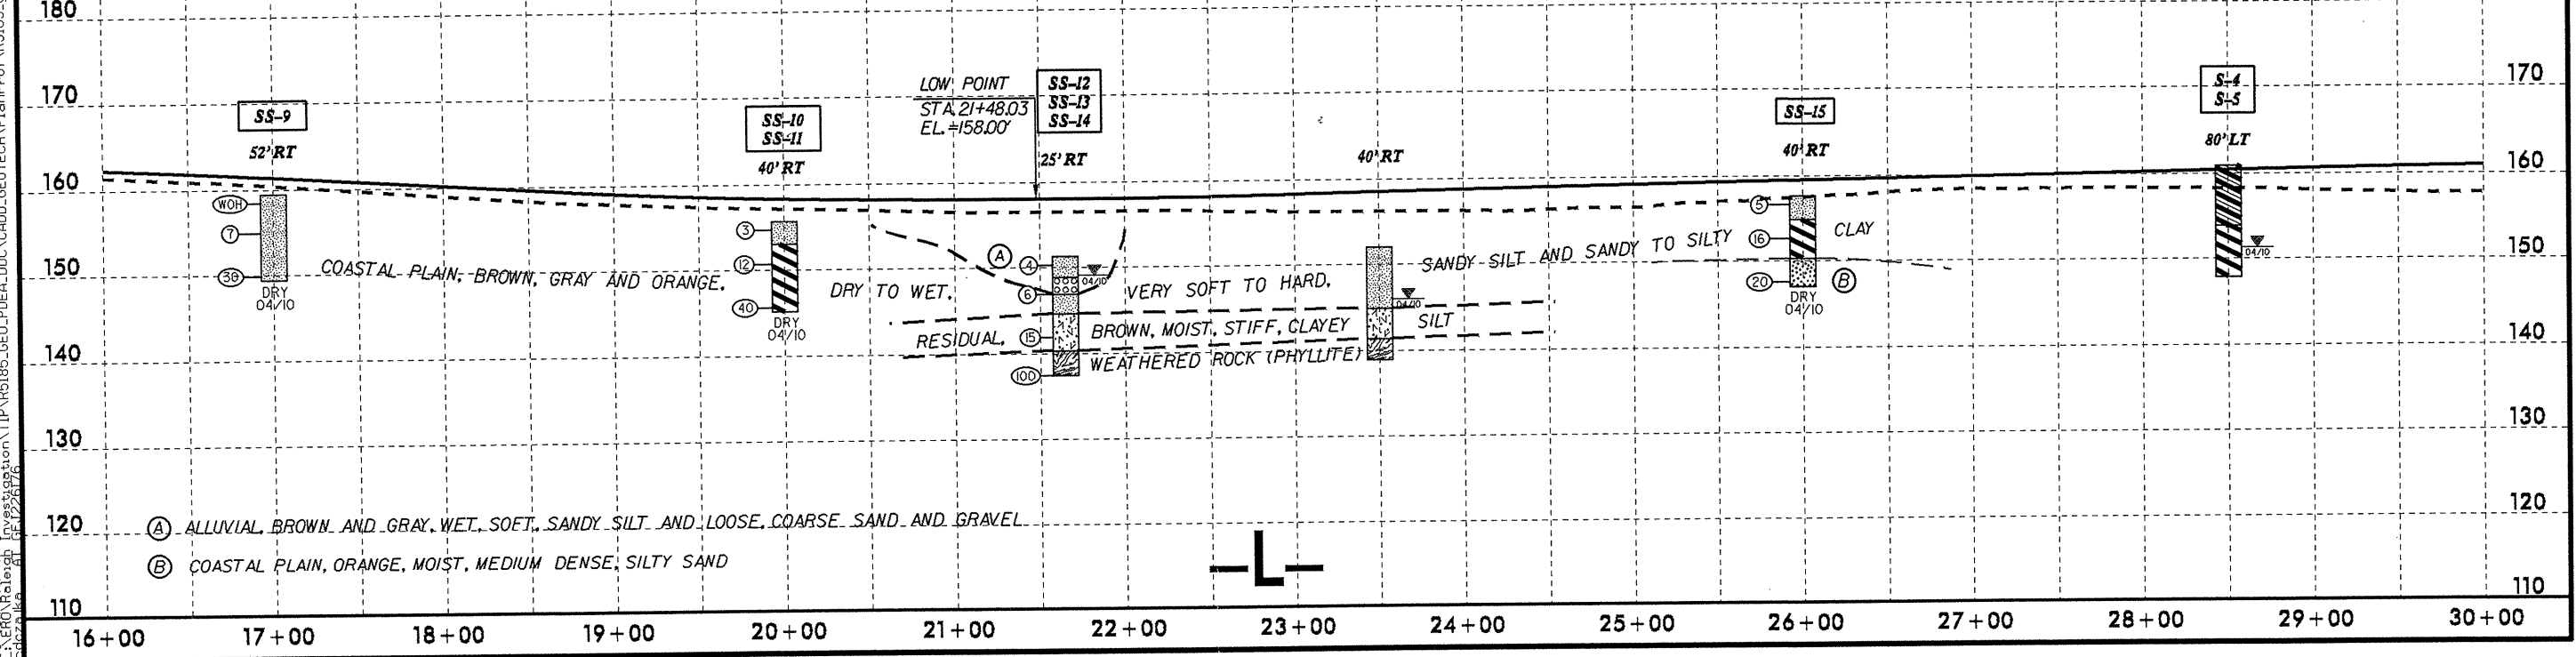 180
170
160
150
140
130
120
110
SS-9
52' RT
WOH
7
30
DRY
04/10
COASTAL PLAIN, BROWN, GRAY AND ORANGE,
SS-10
SS-11
40' RT
3
12
40
DRY
04/10
DRY TO WET,
LOW POINT
STA. 21+48.03
EL. =158.00'
SS-12
SS-13
SS-14
25' RT
A
4
6
15
100
04/10
VERY SOFT TO HARD,
RESIDUAL,
BROWN, MOIST, STIFF, CLAYEY
SILT
WEATHERED ROCK (PHYLLITE)
40' RT
04/10
SANDY SILT AND SANDY TO SILTY
CLAY
SS-15
40' RT
5
16
20
B
DRY
04/10
S-4
S-5
80' LT
04/10
170
160
150
140
130
120
110
A ALLUVIAL, BROWN AND GRAY, WET, SOFT, SANDY SILT AND LOOSE, COARSE SAND AND GRAVEL
B COASTAL PLAIN, ORANGE, MOIST, MEDIUM DENSE, SILTY SAND
-L-
16+00 17+00 18+00 19+00 20+00 21+00 22+00 23+00 24+00 25+00 26+00 27+00 28+00 29+00 30+00